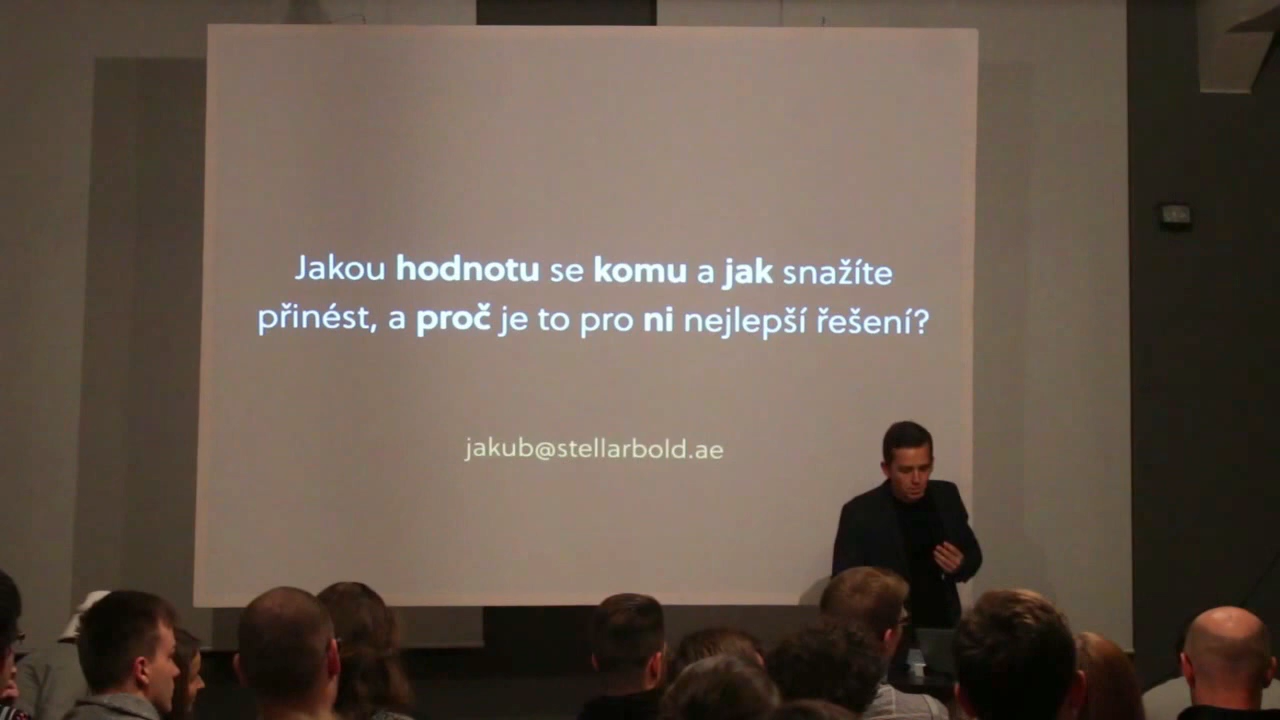 Jakou hodnotu se komu a jak snažíte
přinést, a proč je to pro ni nejlepší řešení?
jakub@stellarbold.ae